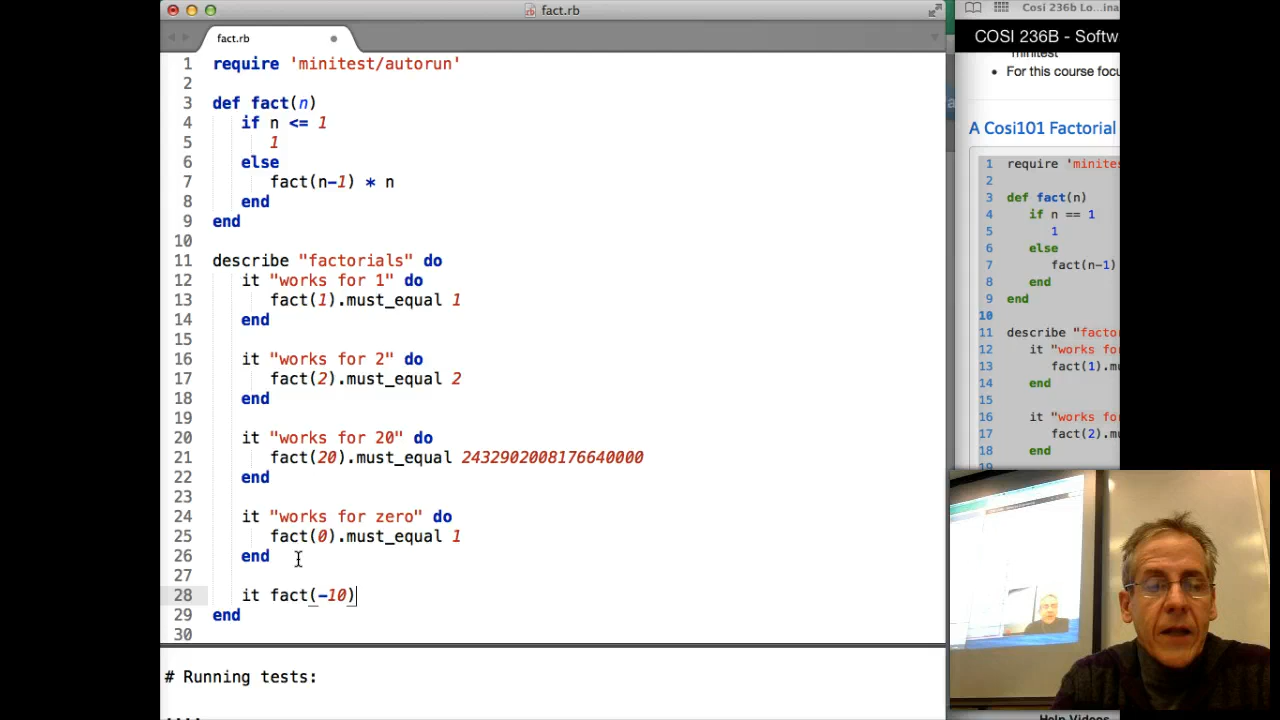 fact.rb
fact.rb
1 require 'minitest/autorun'
2
3 def fact(n)
4 if n <= 1
5 1
6 else
7 fact(n-1) * n
8 end
9 end
10
11 describe "factorials" do
12 it "works for 1" do
13 fact(1).must_equal 1
14 end
15
16 it "works for 2" do
17 fact(2).must_equal 2
18 end
19
20 it "works for 20" do
21 fact(20).must_equal 2432902008176640000
22 end
23
24 it "works for zero" do
25 fact(0).must_equal 1
26 end
27
28 it fact(-10)
29 end
30
# Running tests:
....
Cosi 236b Lo...ina
COSI 236B - Softw
minitest
• For this course focu
A Cosi101 Factorial
1 require 'minites
2
3 def fact(n)
4 if n == 1
5 1
6 else
7 fact(n-1)
8 end
9 end
10
11 describe "facto
12 it "works fo
13 fact(1).mu
14 end
15
16 it "works fo
17 fact(2).mu
18 end
Help Videos